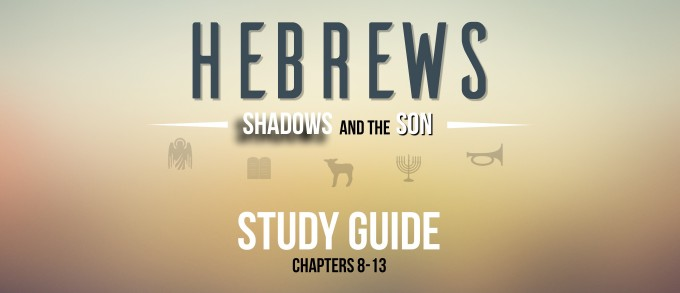 HEBREWS
SHADOWS AND THE SON
STUDY GUIDE
CHAPTERS 8-13